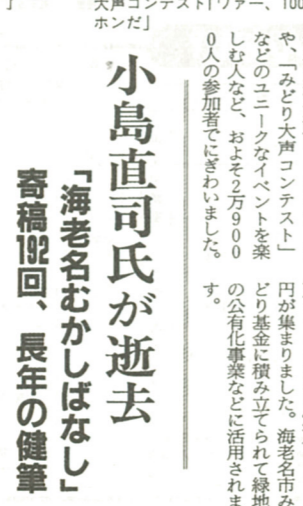 大声コンテスト」ワァー、100
ホンだ」
や、「みどり大声コンテスト」
などのユニークなイベントを楽
しむ人など、およそ2万900
0人の参加者でにぎわいました。
円が集まりました。海老名市み
どり基金に積み立てられて緑地
の公有化事業などに活用されま
す。
小島直司氏が逝去
「海老名むかしばなし」
寄稿192回、長年の健筆